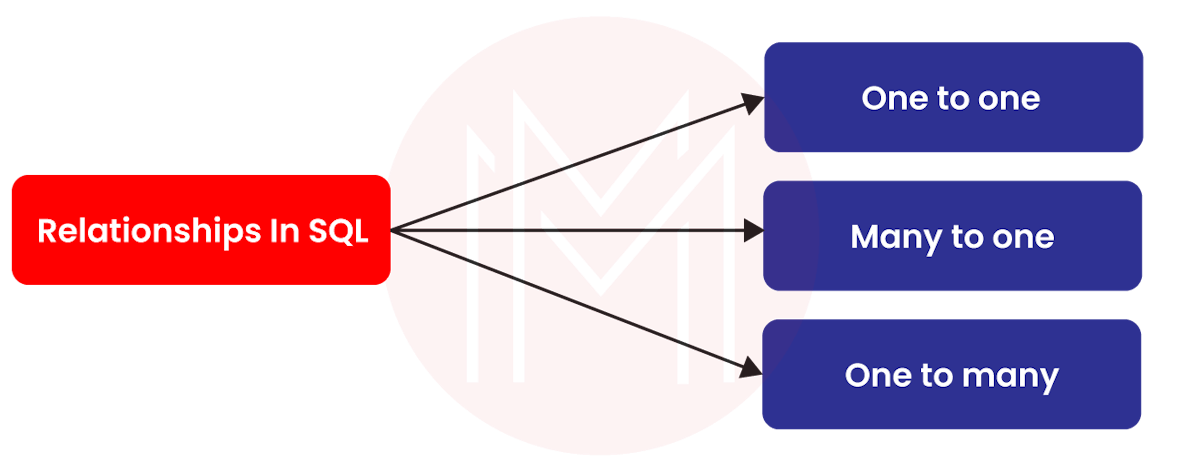 Relationships In SQL
One to one
Many to one
One to many